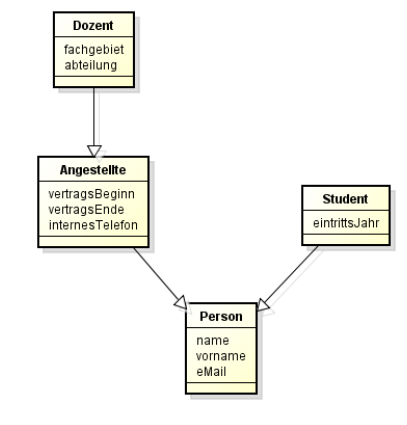 Dozent
fachgebiet
abteilung
Angestellte
vertragsBeginn
vertragsEnde
internesTelefon
Student
eintrittsJahr
Person
name
vorname
eMail